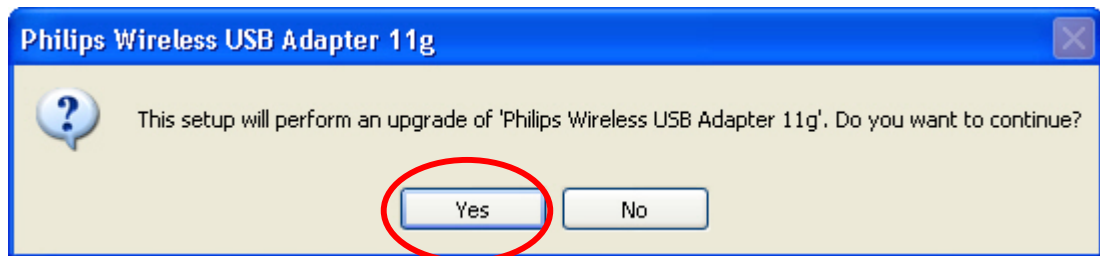 Philips Wireless USB Adapter 11g
This setup will perform an upgrade of 'Philips Wireless USB Adapter 11g'. Do you want to continue?
Yes No